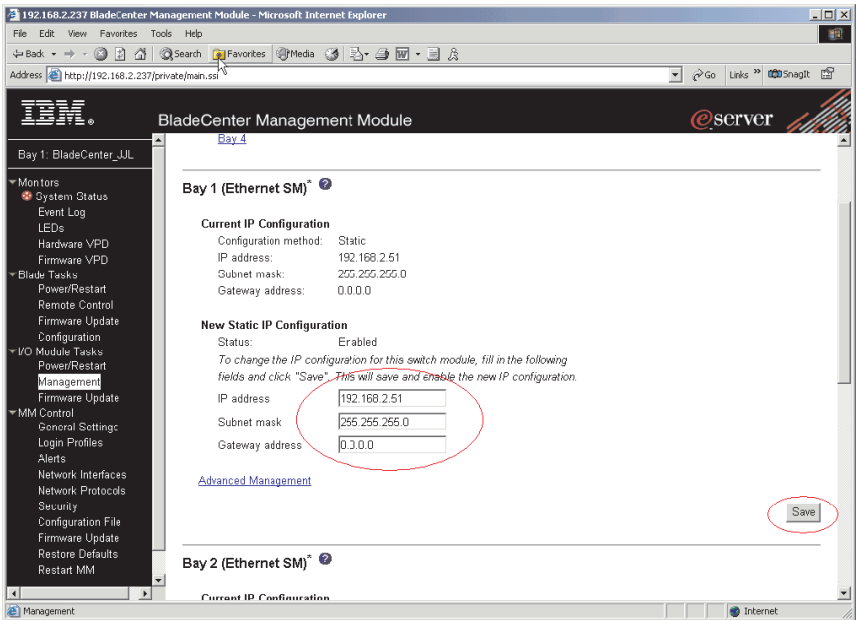 192.168.2.237 BladeCenter Management Module - Microsoft Internet Explorer
File Edit View Favorites Tools Help
Back Search Favorites Media
Address http://192.168.2.237/private/main.ssi Go Links » SnagIt
IBM. BladeCenter Management Module eserver
Bay 1: BladeCenter_JJL
Monitors
System Status
Event Log
LEDs
Hardware VPD
Firmware VPD
Blade Tasks
Power/Restart
Remote Control
Firmware Update
Configuration
I/O Module Tasks
Power/Restart
Management
Firmware Update
MM Control
General Settings
Login Profiles
Alerts
Network Interfaces
Network Protocols
Security
Configuration File
Firmware Update
Restore Defaults
Restart MM
Bay 4
Bay 1 (Ethernet SM)* ?
Current IP Configuration
Configuration method: Static
IP address: 192.168.2.51
Subnet mask: 255.255.255.0
Gateway address: 0.0.0.0
New Static IP Configuration
Status: Enabled
To change the IP configuration for this switch module, fill in the following
fields and click "Save". This will save and enable the new IP configuration.
IP address 192.168.2.51
Subnet mask 255.255.255.0
Gateway address 0.0.0.0
Advanced Management
Save
Bay 2 (Ethernet SM)* ?
Current IP Configuration
Management Internet